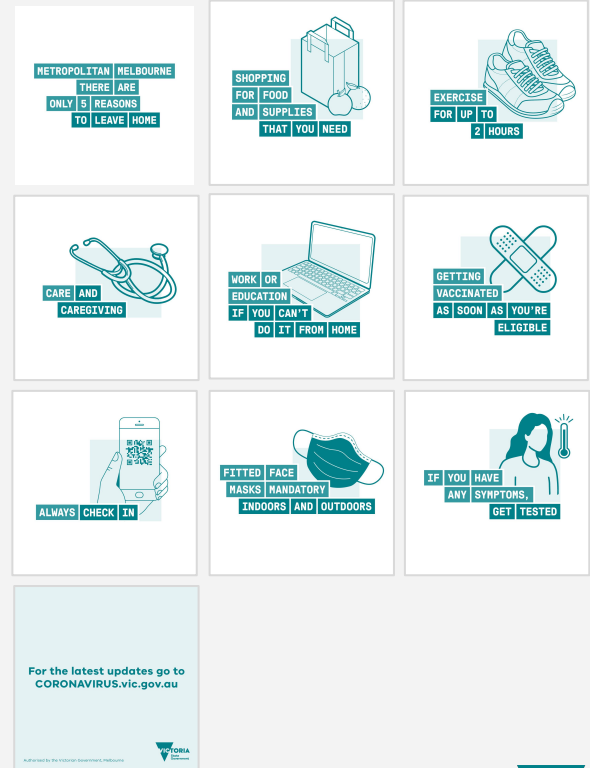 METROPOLITAN MELBOURNE
THERE ARE
ONLY 5 REASONS
TO LEAVE HOME
SHOPPING
FOR FOOD
AND SUPPLIES
THAT YOU NEED
EXERCISE
FOR UP TO
2 HOURS
CARE AND
CAREGIVING
WORK OR
EDUCATION
IF YOU CAN'T
DO IT FROM HOME
GETTING
VACCINATED
AS SOON AS YOU'RE
ELIGIBLE
ALWAYS CHECK IN
FITTED FACE
MASKS MANDATORY
INDOORS AND OUTDOORS
IF YOU HAVE
ANY SYMPTOMS,
GET TESTED
For the latest updates go to
CORONAVIRUS.vic.gov.au
Authorised by the Victorian Government, Melbourne
VICTORIA
State
Government